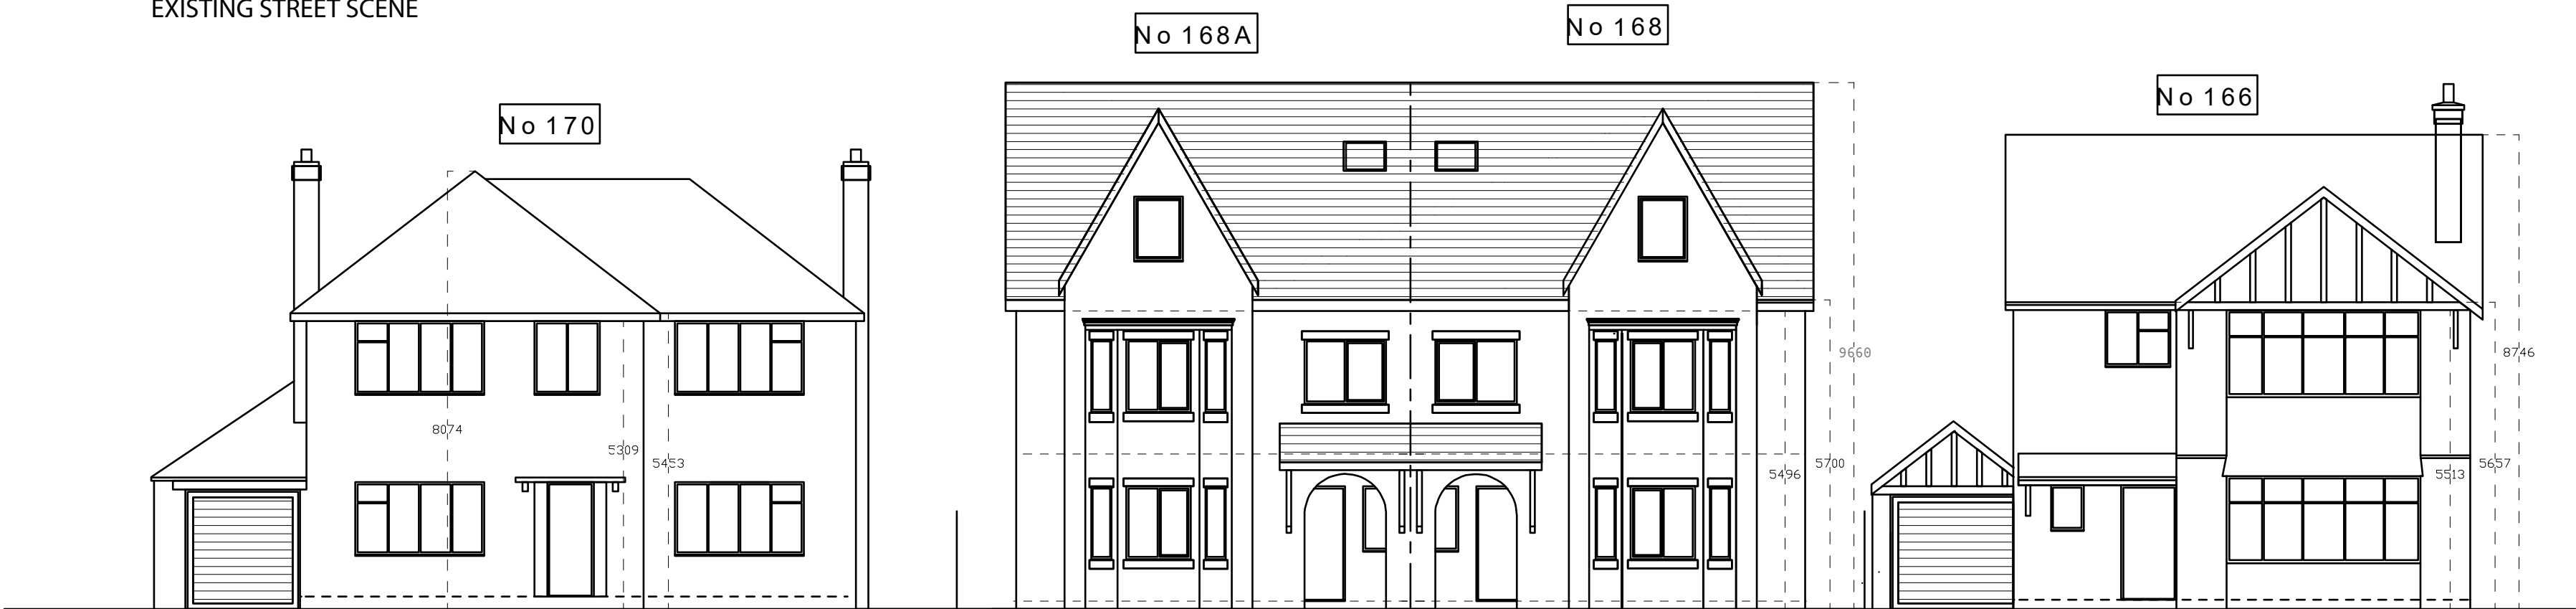 EXISTING STREET SCENE
No 168A
No 168
No 166
No 170
9660
8746
8074
5309
5453
5700
5657
5496
5513